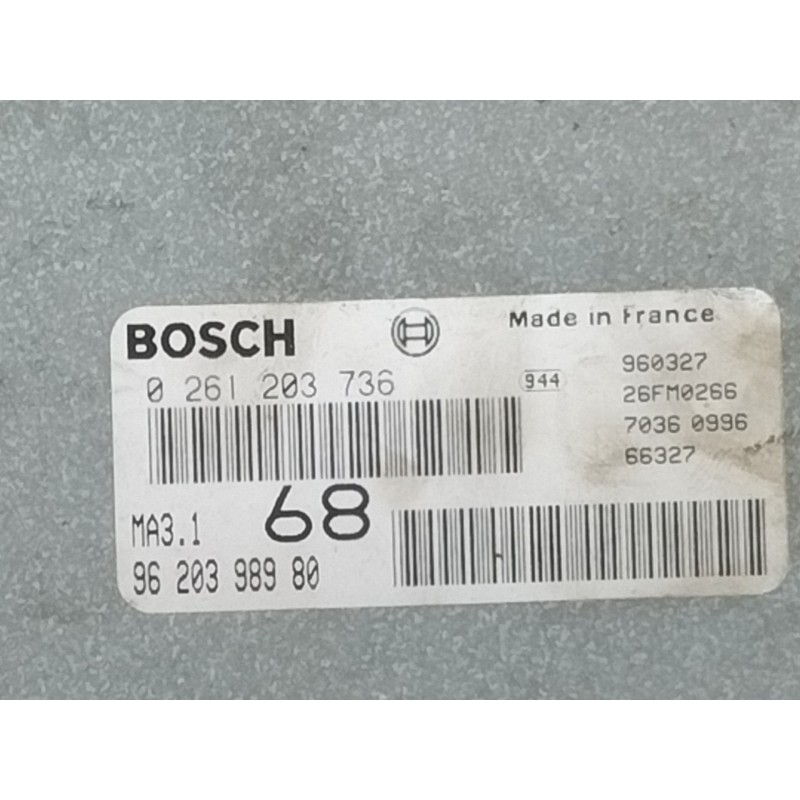 BOSCH
Made in France
0 261 203 736
944
960327
26FM0266
7036 0996
66327
MA3.1
68
96 203 989 80